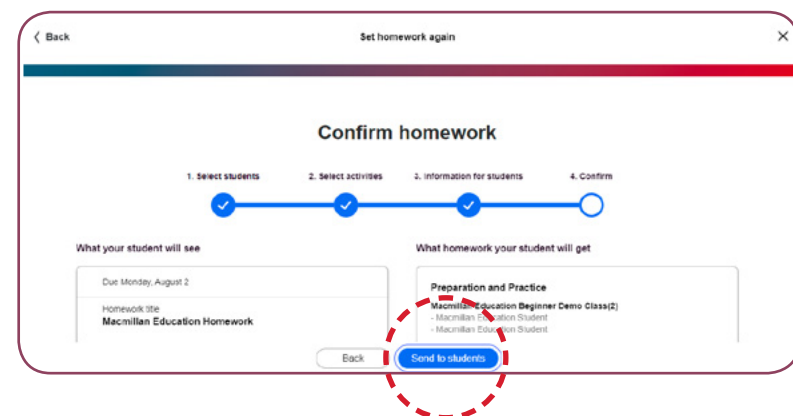 Back
Set homework again
Confirm homework
1. Select students
2. Select activities
3. Information for students
4. Confirm
What your student will see
What homework your student will get
Due Monday, August 2
Homework title
Macmillan Education Homework
Preparation and Practice
Macmillan Education Beginner Demo Class(2)
- Macmillan Education Student
- Macmillan Education Student
Back
Send to students